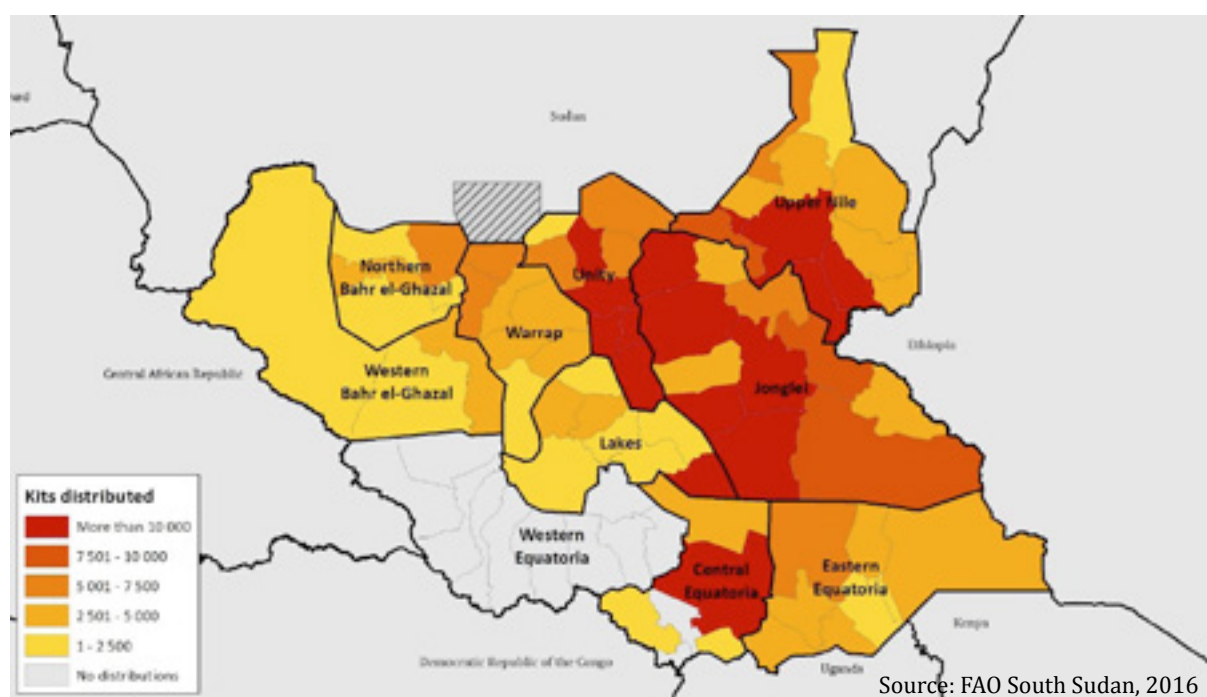 Sudan
Upper Nile
Unity
Northern
Bahr el-Ghazal
Warrap
Ethiopia
Central African Republic
Western
Bahr el-Ghazal
Jonglei
Lakes
Kits distributed
More than 10 000
7 501 - 10 000
5 001 - 7 500
2 501 - 5 000
1 - 2 500
No distributions
Western
Equatoria
Central
Equatoria
Eastern
Equatoria
Kenya
Democratic Republic of the Congo
Uganda
Source: FAO South Sudan, 2016